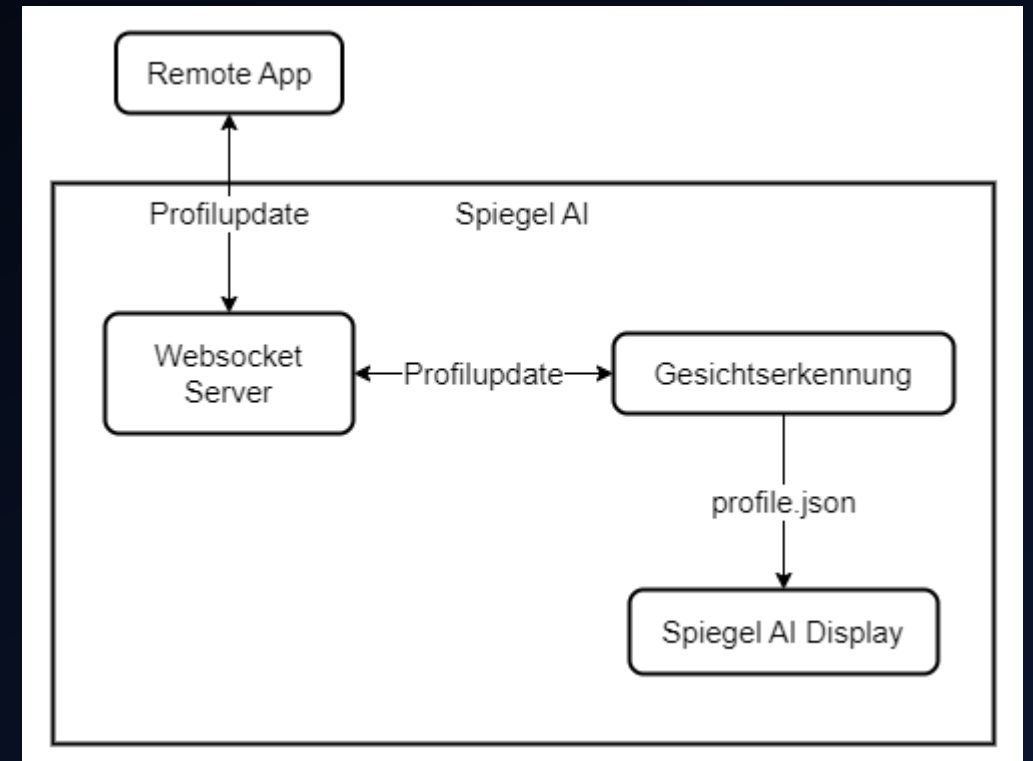 Remote App
Profilupdate
Spiegel AI
Websocket
Server
Profilupdate
Gesichtserkennung
profile.json
Spiegel AI Display